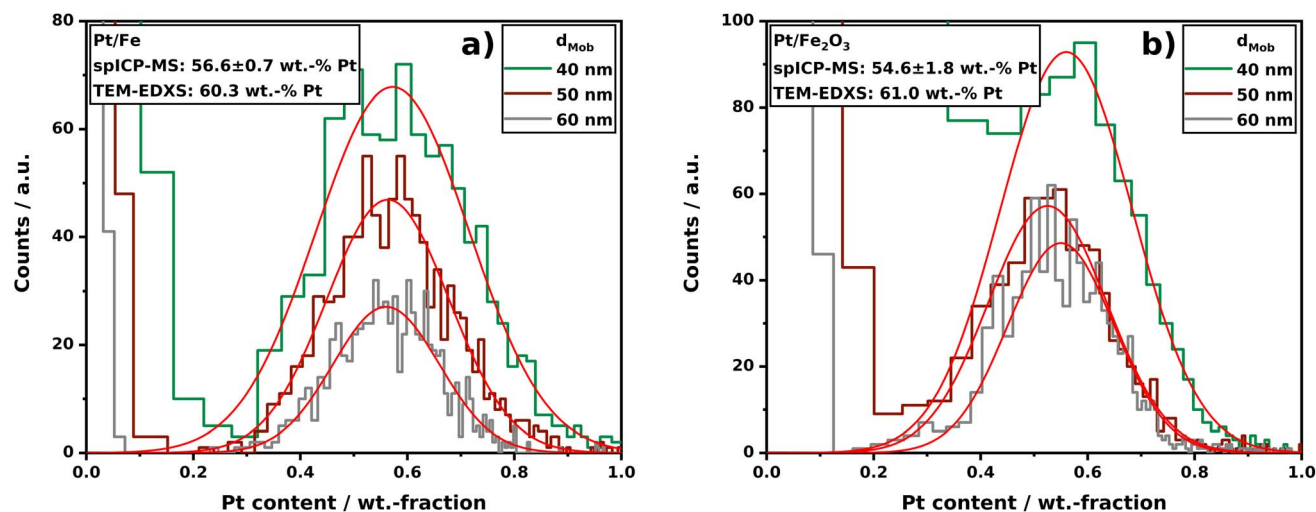 Pt/Fe
spICP-MS: 56.6±0.7 wt.-% Pt
TEM-EDXS: 60.3 wt.-% Pt
a)
d_Mob
40 nm
50 nm
60 nm
80
60
40
20
0
Counts / a.u.
0.0 0.2 0.4 0.6 0.8 1.0
Pt content / wt.-fraction
Pt/Fe₂O₃
spICP-MS: 54.6±1.8 wt.-% Pt
TEM-EDXS: 61.0 wt.-% Pt
b)
d_Mob
40 nm
50 nm
60 nm
100
80
60
40
20
0
Counts / a.u.
0.0 0.2 0.4 0.6 0.8 1.0
Pt content / wt.-fraction